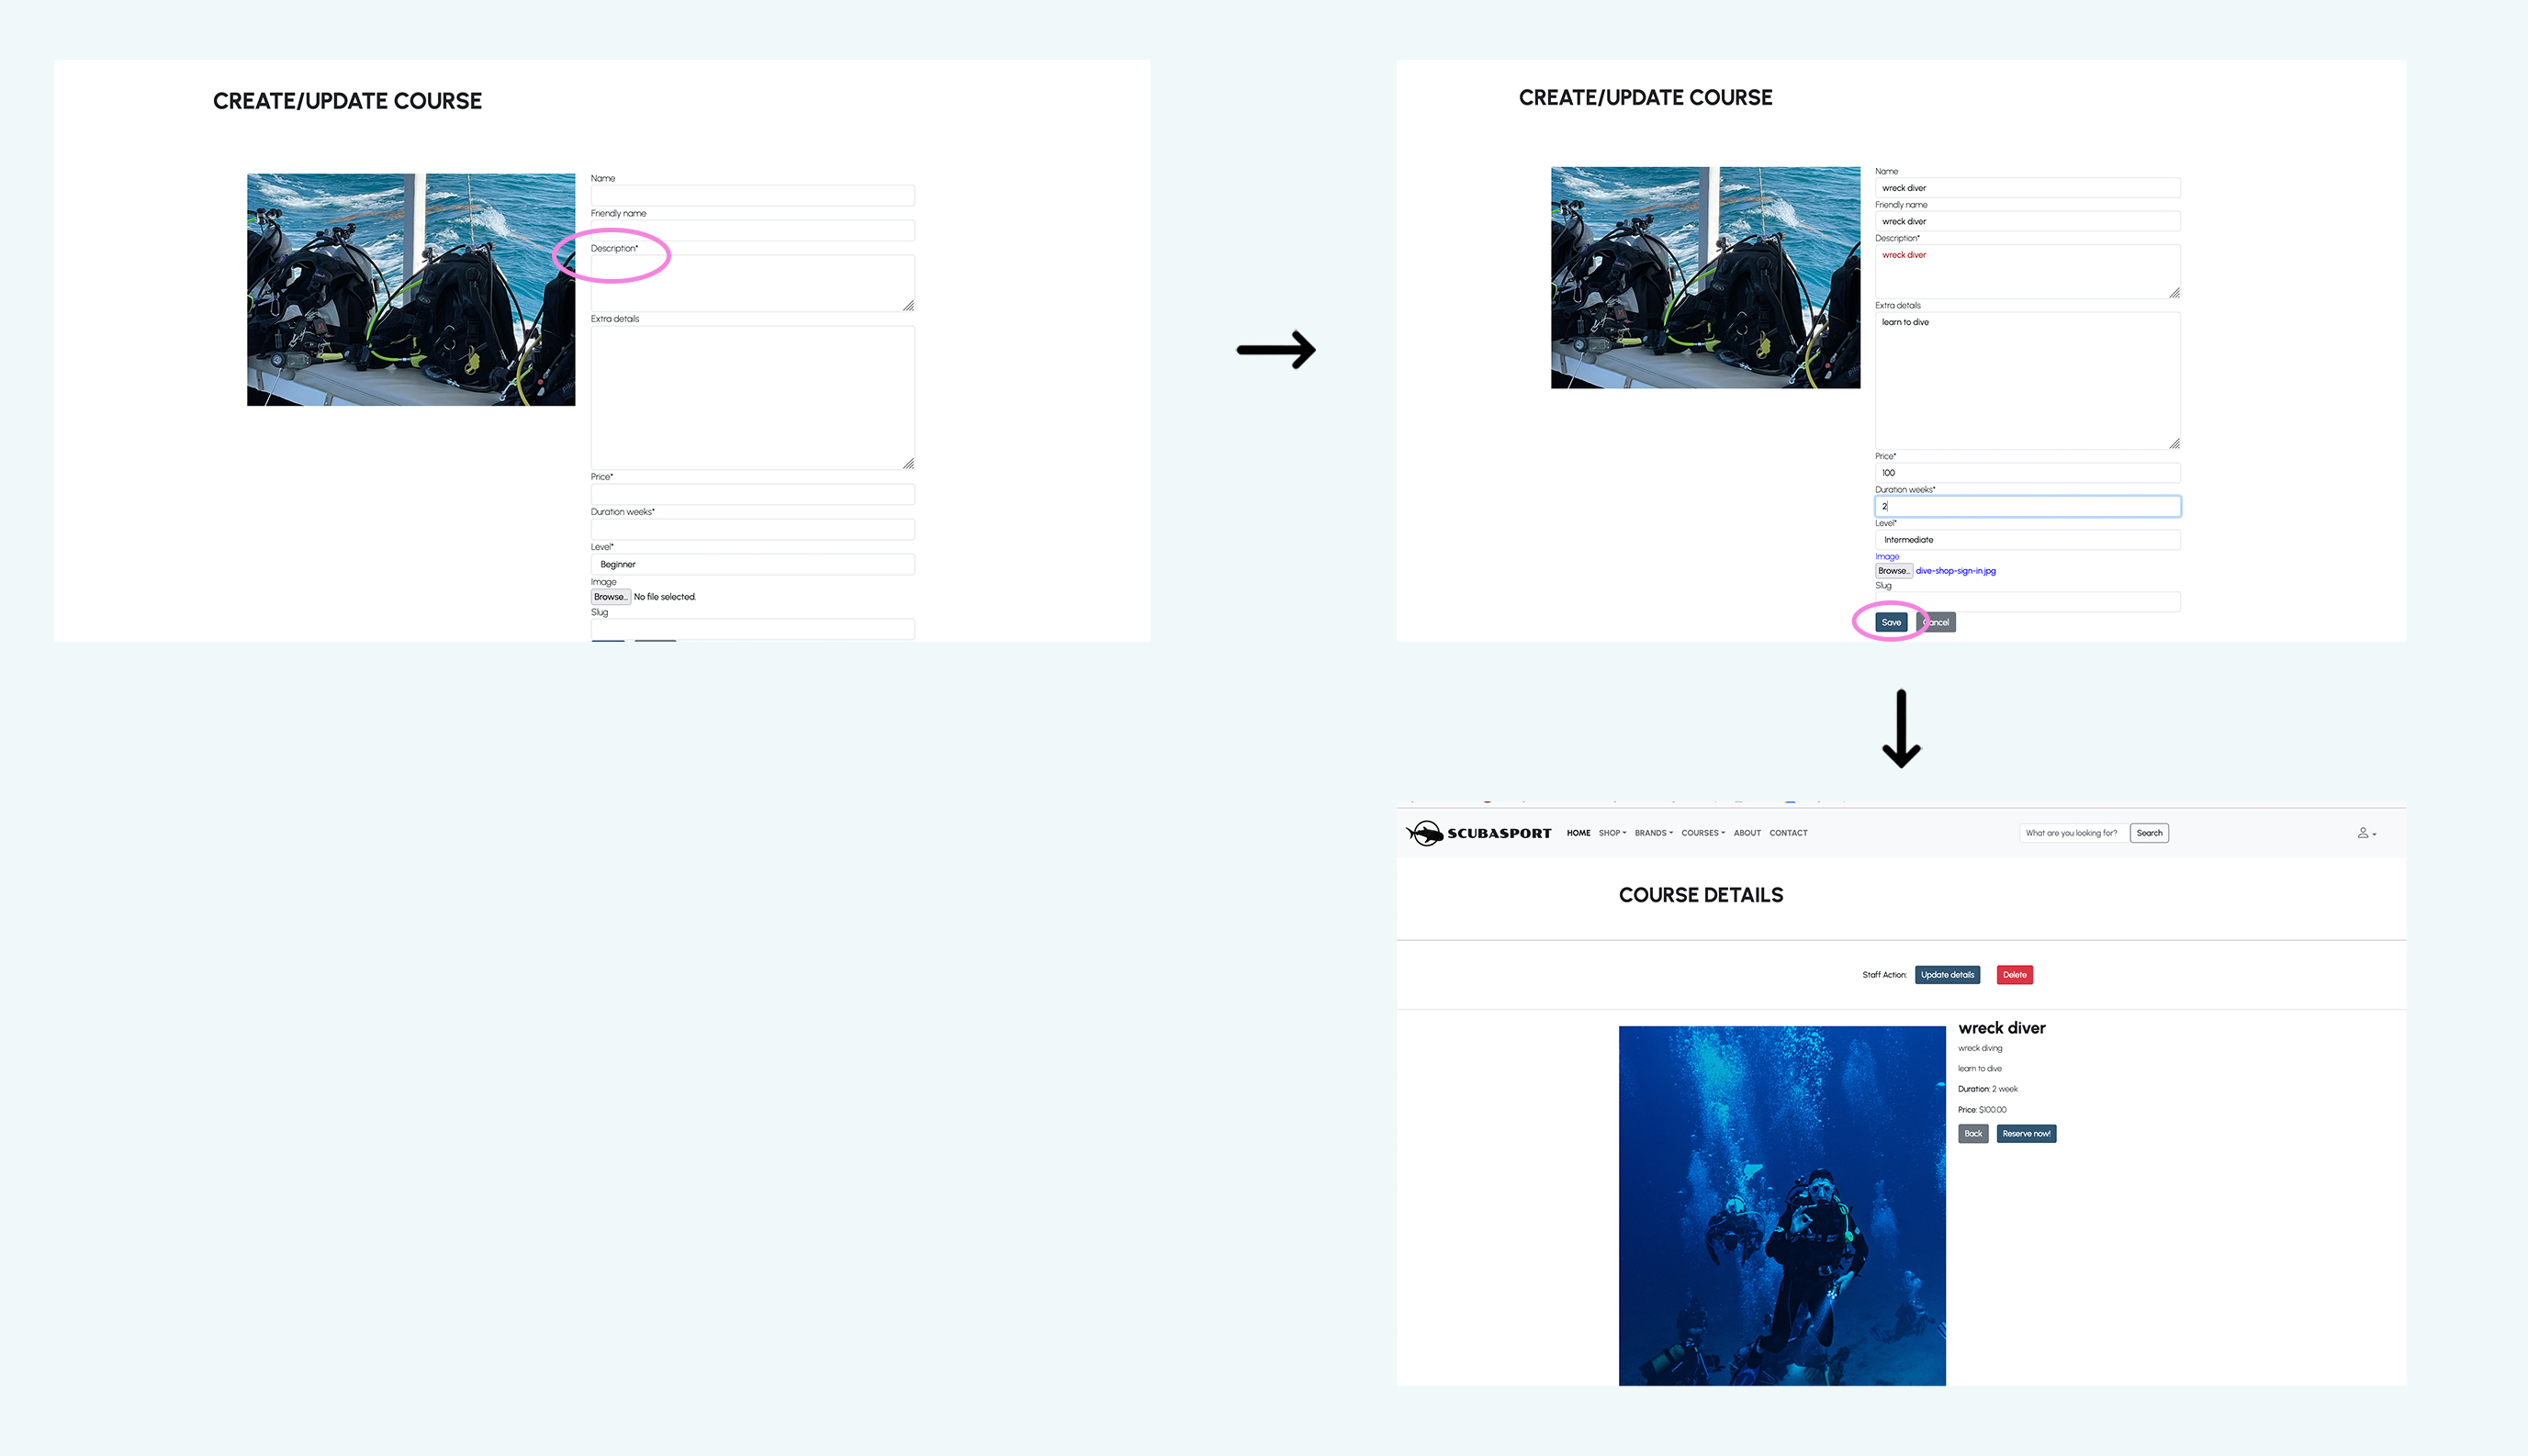 CREATE/UPDATE COURSE
Name
Friendly name
Description*
Extra details
Price*
Duration weeks*
Level*
Beginner
Image
Browse... No file selected.
Slug
CREATE/UPDATE COURSE
Name
wreck diver
Friendly name
wreck diver
Description*
wreck diver
Extra details
learn to dive
Price*
100
Duration weeks*
2
Level*
Intermediate
Image
Browse... dive-shop-sign-in.jpg
Slug
Save Cancel
SCUBASPORT HOME SHOP BRANDS COURSES ABOUT CONTACT What are you looking for? Search
COURSE DETAILS
Staff Action: Update details Delete
wreck diver
wreck diving
learn to dive
Duration: 2 week
Price: $100.00
Back Reserve now!